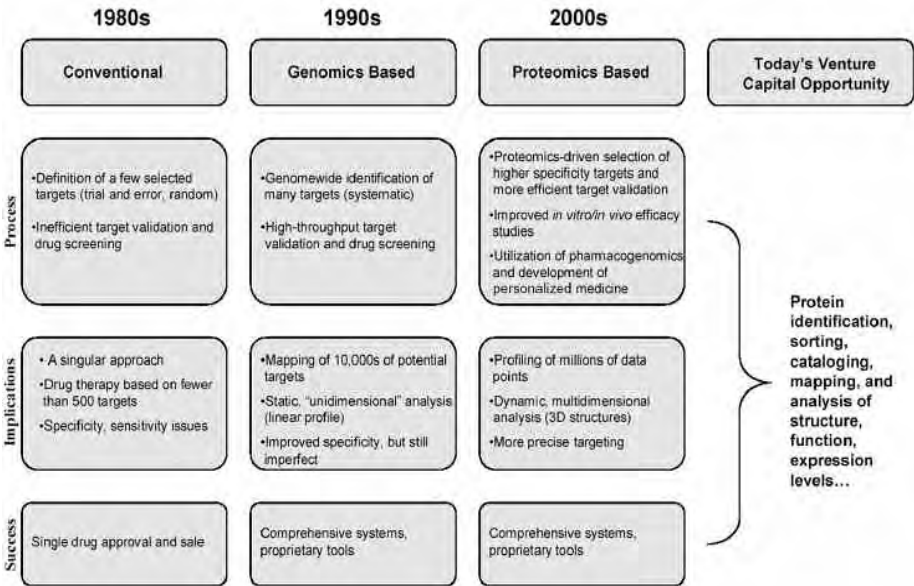 1980s
1990s
2000s
Conventional
Genomics Based
Proteomics Based
Today's Venture
Capital Opportunity
Process
•Definition of a few selected
targets (trial and error, random)
•Inefficient target validation and
drug screening
•Genomewide identification of
many targets (systematic)
•High-throughput target
validation and drug screening
•Proteomics-driven selection of
higher specificity targets and
more efficient target validation
•Improved in vitro/in vivo efficacy
studies
•Utilization of pharmacogenomics
and development of
personalized medicine
Implications
• A singular approach
•Drug therapy based on fewer
than 500 targets
•Specificity, sensitivity issues
•Mapping of 10,000s of potential
targets
•Static, "unidimensional" analysis
(linear profile)
•Improved specificity, but still
imperfect
•Profiling of millions of data
points
•Dynamic, multidimensional
analysis (3D structures)
•More precise targeting
Success
Single drug approval and sale
Comprehensive systems,
proprietary tools
Comprehensive systems,
proprietary tools
Protein
identification,
sorting,
cataloging,
mapping, and
analysis of
structure,
function,
expression
levels…